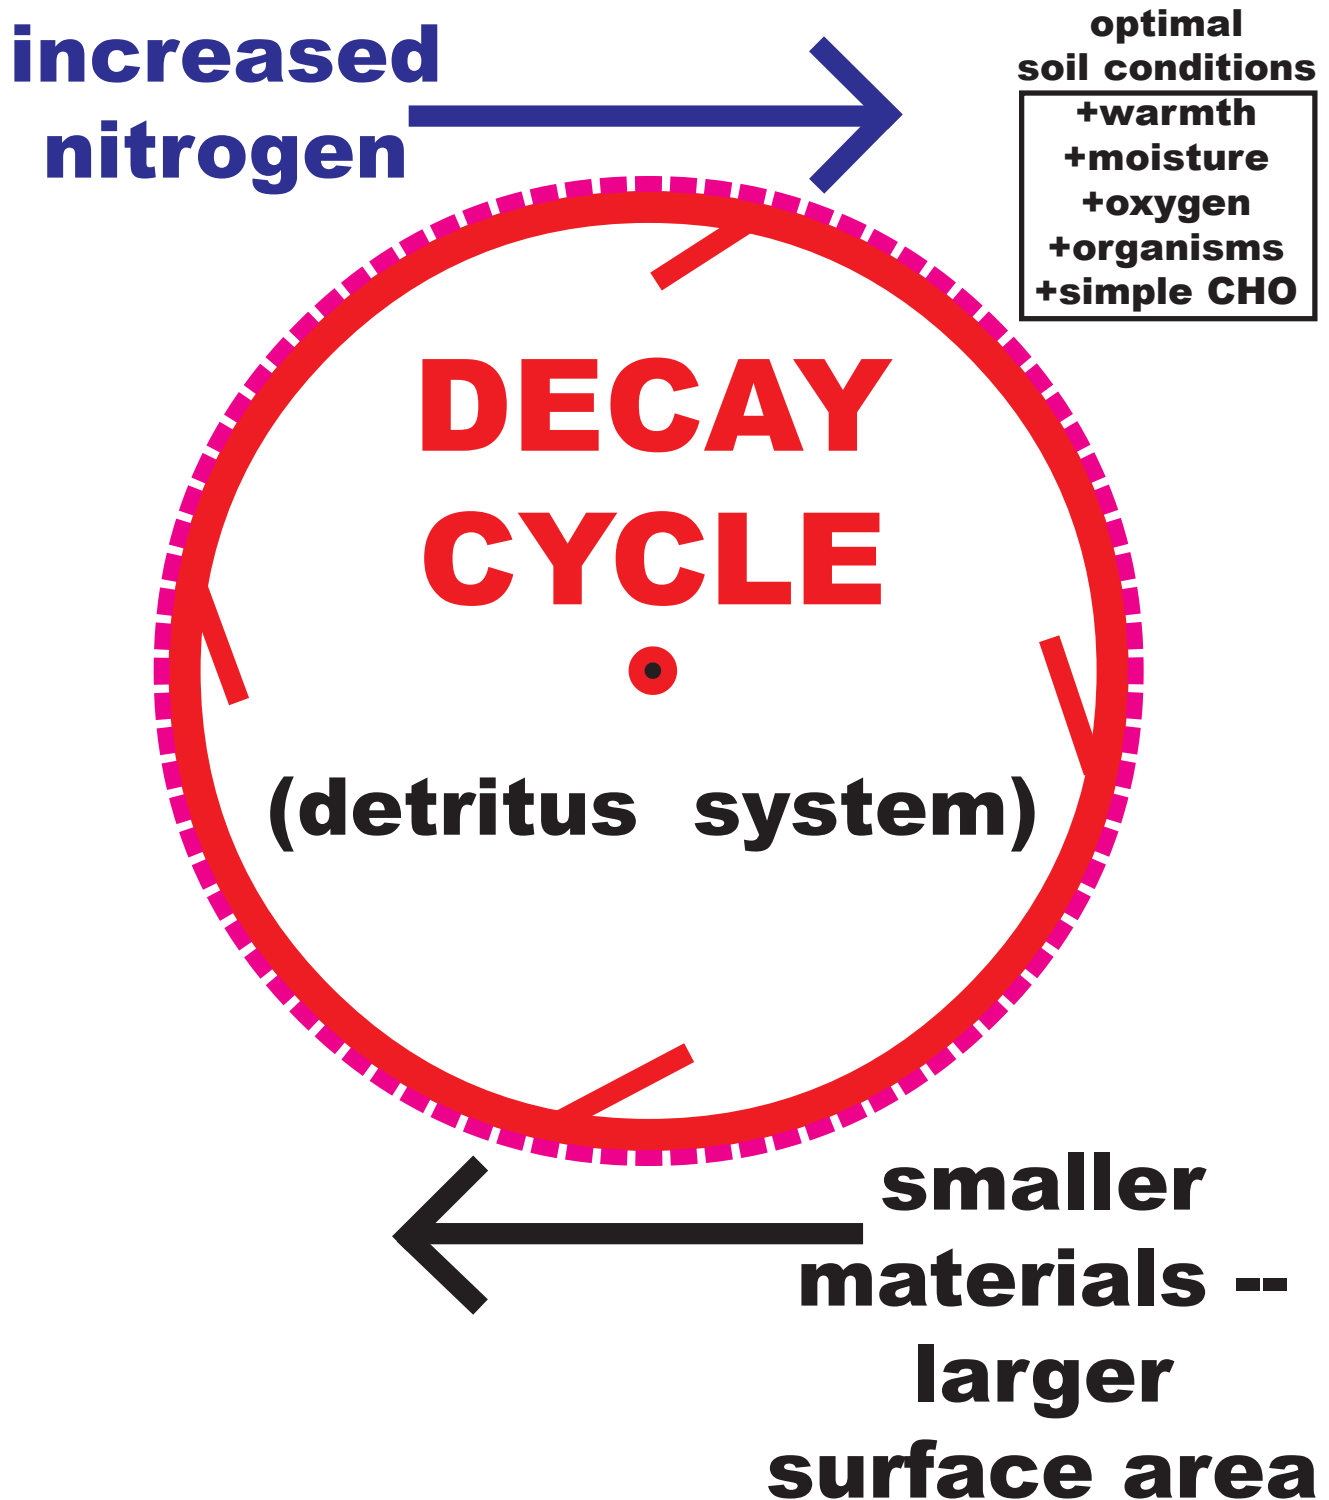 increased
nitrogen
optimal
soil conditions
+warmth
+moisture
+oxygen
+organisms
+simple CHO
DECAY
CYCLE
(detritus system)
smaller
materials --
larger
surface area